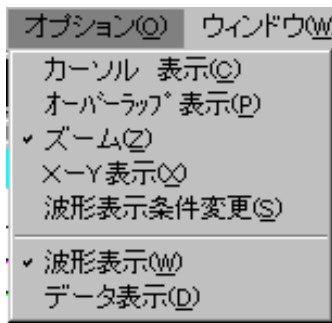 オプション(O) ウィンドウ(W
カーソル 表示(C)
オーバーラップ表示(P)
ズーム(Z)
X－Y表示(X)
波形表示条件変更(S)
波形表示(W)
データ表示(D)